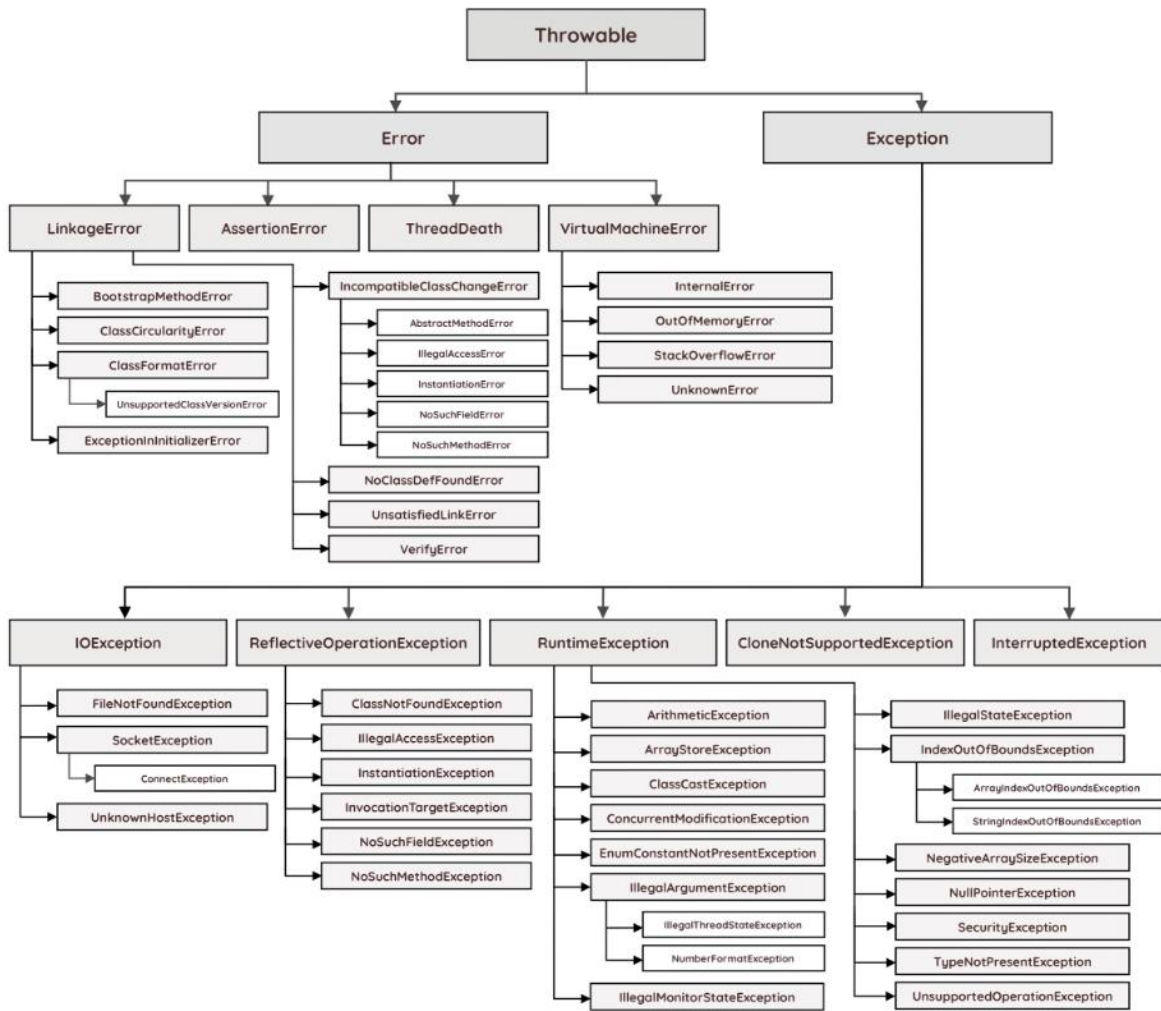 Throwable
Error
Exception
LinkageError
AssertionError
ThreadDeath
VirtualMachineError
BootstrapMethodError
ClassCircularityError
ClassFormatError
UnsupportedClassVersionError
ExceptionInInitializerError
IncompatibleClassChangeError
AbstractMethodError
IllegalAccessError
InstantiationError
NoSuchFieldError
NoSuchMethodError
NoClassDefFoundError
UnsatisfiedLinkError
VerifyError
InternalError
OutOfMemoryError
StackOverflowError
UnknownError
IOException
ReflectiveOperationException
RuntimeException
CloneNotSupportedException
InterruptedException
FileNotFoundException
SocketException
ConnectException
UnknownHostException
ClassNotFoundException
IllegalAccessException
InstantiationException
InvocationTargetException
NoSuchFieldException
NoSuchMethodException
ArithmeticException
ArrayStoreException
ClassCastException
ConcurrentModificationException
EnumConstantNotPresentException
IllegalArgumentException
IllegalThreadStateException
NumberFormatException
IllegalMonitorStateException
IllegalStateException
IndexOutOfBoundsException
ArrayIndexOutOfBoundsException
StringIndexOutOfBoundsException
NegativeArraySizeException
NullPointerException
SecurityException
TypeNotPresentException
UnsupportedOperationException